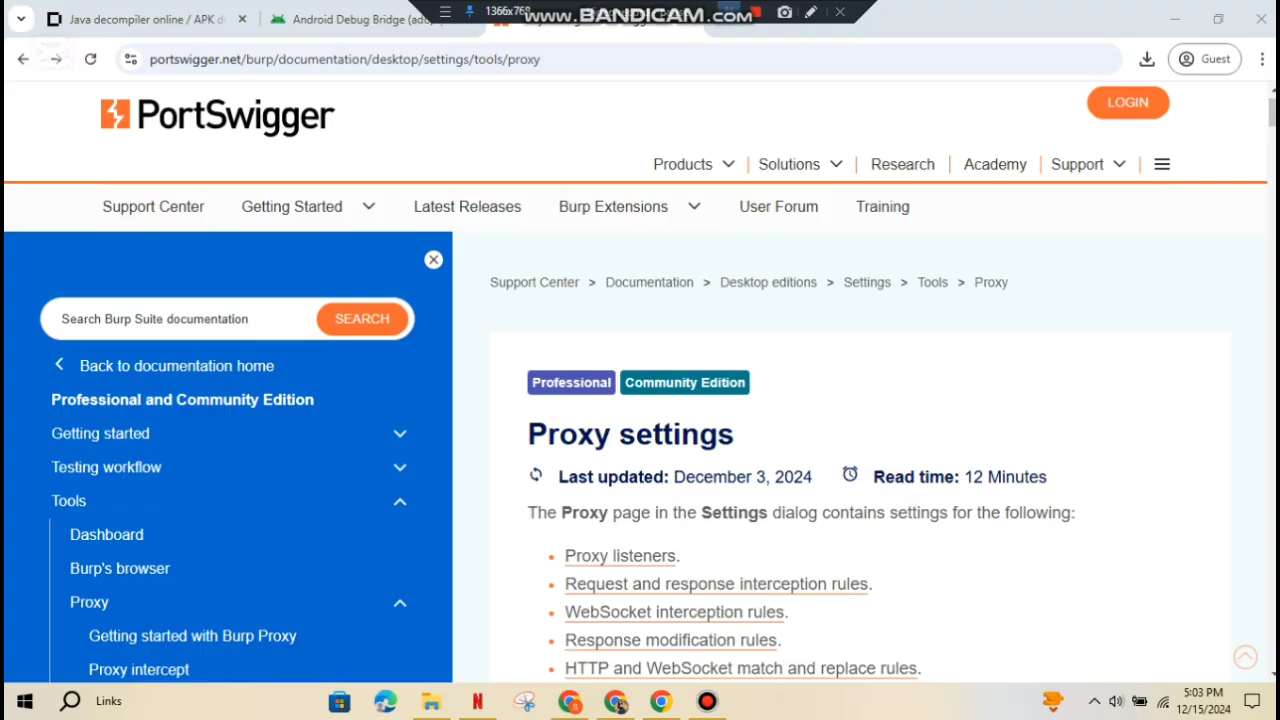 Java decompiler online / APK d
Android Debug Bridge (adb)
1366x768
www.BANDICAM.com
portswigger.net/burp/documentation/desktop/settings/tools/proxy
Guest
PortSwigger
LOGIN
Products
Solutions
Research
Academy
Support
Support Center
Getting Started
Latest Releases
Burp Extensions
User Forum
Training
Search Burp Suite documentation
SEARCH
Back to documentation home
Professional and Community Edition
Getting started
Testing workflow
Tools
Dashboard
Burp's browser
Proxy
Getting started with Burp Proxy
Proxy intercept
Support Center > Documentation > Desktop editions > Settings > Tools > Proxy
Professional Community Edition
Proxy settings
Last updated: December 3, 2024 Read time: 12 Minutes
The Proxy page in the Settings dialog contains settings for the following:
• Proxy listeners.
• Request and response interception rules.
• WebSocket interception rules.
• Response modification rules.
• HTTP and WebSocket match and replace rules.
Links
5:03 PM
12/15/2024